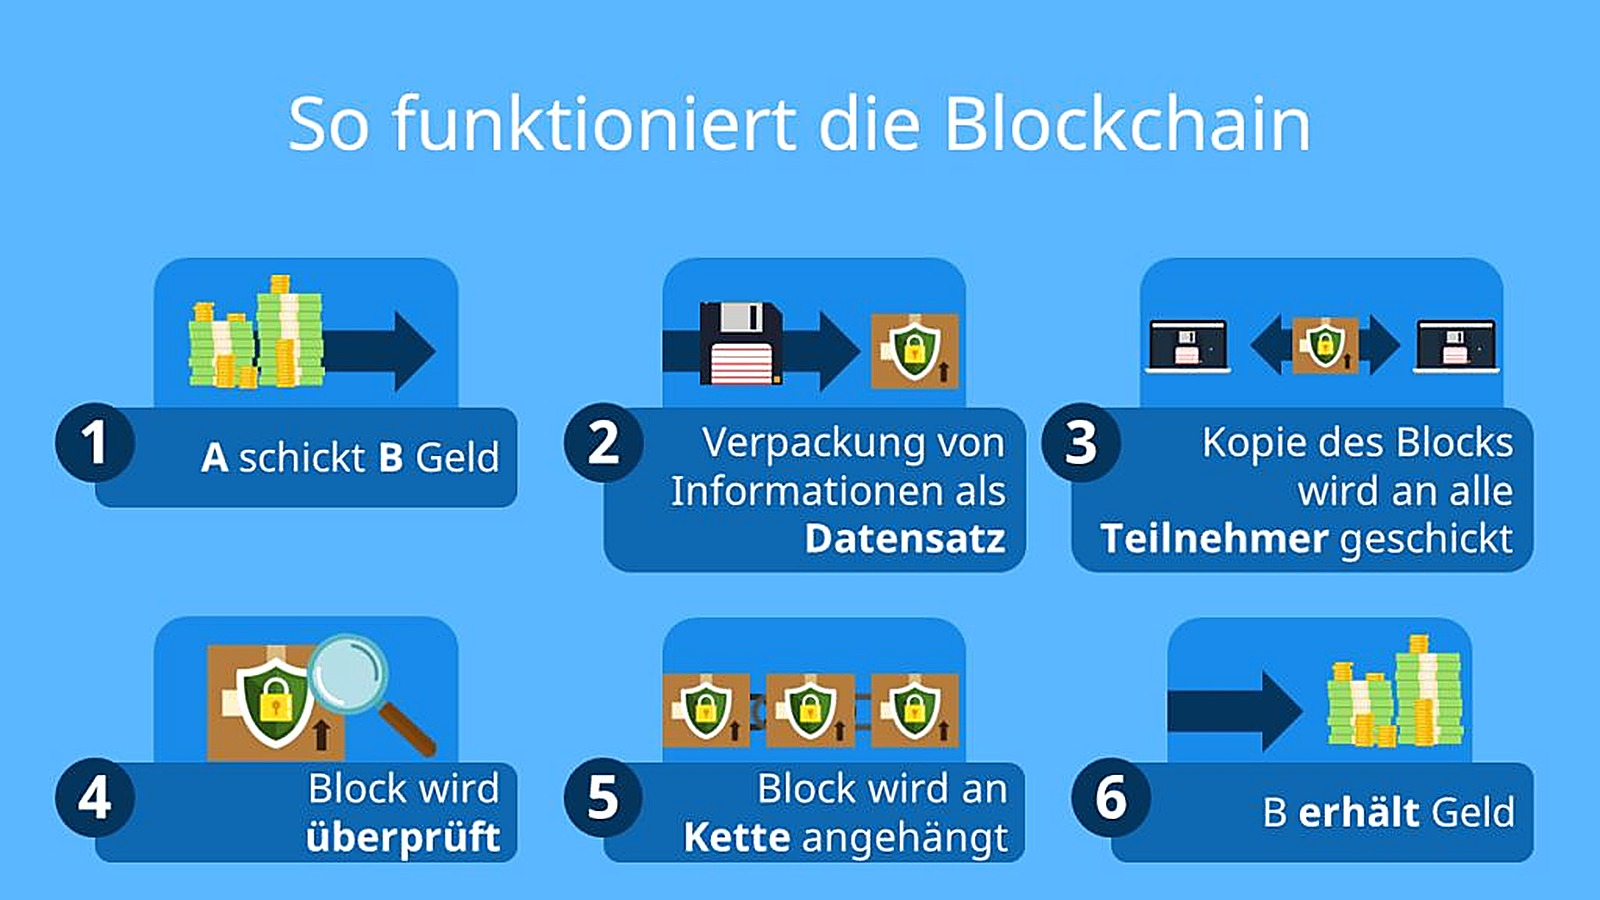 So funktioniert die Blockchain
1
A schickt B Geld
2
Verpackung von
Informationen als
Datensatz
3
Kopie des Blocks
wird an alle
Teilnehmer geschickt
4
Block wird
überprüft
5
Block wird an
Kette angehängt
6
B erhält Geld